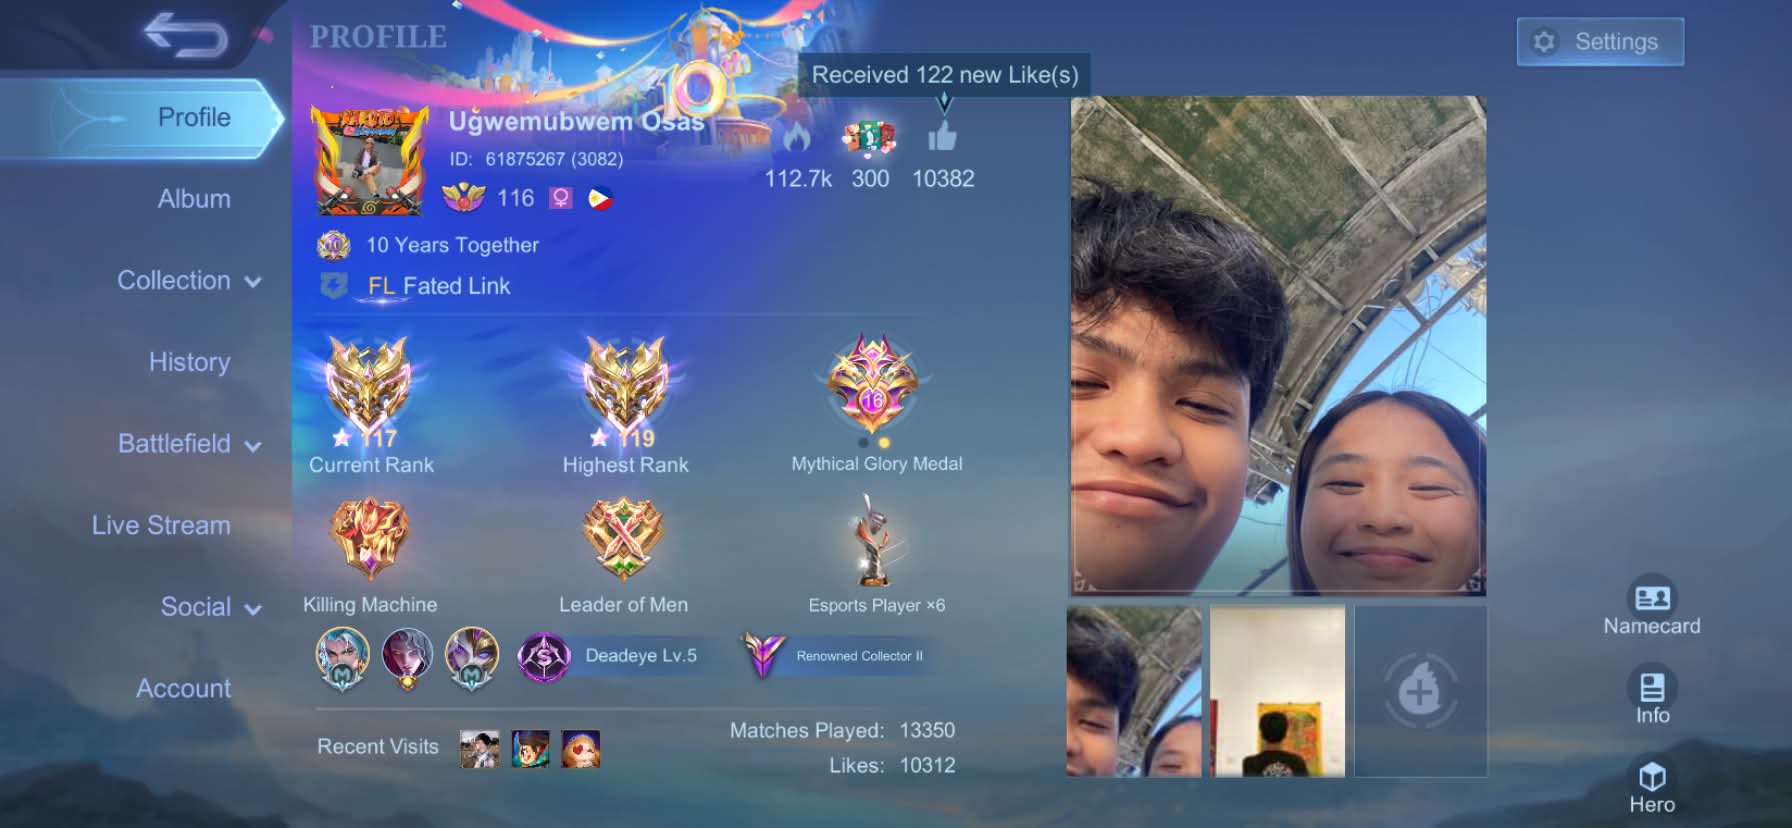 PROFILE
Settings
Received 122 new Like(s)
Profile
Album
Collection
History
Battlefield
Live Stream
Social
Account
Uğwemubwem Osas
ID: 61875267 (3082)
116
112.7k
300
10382
10
10 Years Together
FL Fated Link
117
Current Rank
119
Highest Rank
16
Mythical Glory Medal
Killing Machine
Leader of Men
Esports Player ×6
M
M
S
Deadeye Lv.5
Renowned Collector II
Recent Visits
Matches Played: 13350
Likes: 10312
Namecard
Info
Hero